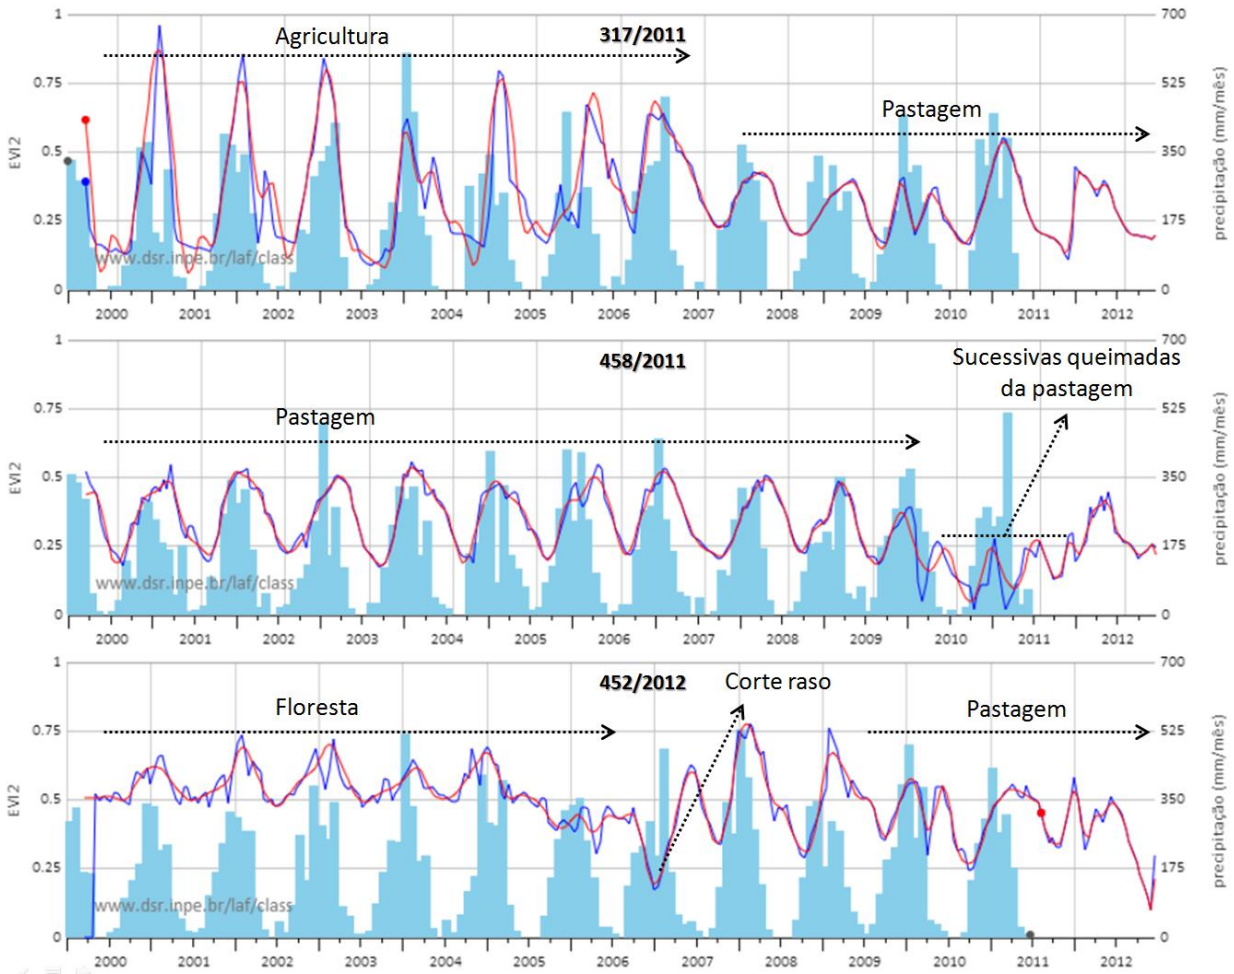 1
700
Agricultura
317/2011
0.75
525
Pastagem
EVI2
0.5
350
precipitação (mm/mês)
0.25
175
www.dsr.inpe.br/laf/class
0
0
2000 2001 2002 2003 2004 2005 2006 2007 2008 2009 2010 2011 2012
1
700
458/2011
Sucessivas queimadas
da pastagem
0.75
525
Pastagem
EVI2
0.5
350
precipitação (mm/mês)
0.25
175
www.dsr.inpe.br/laf/class
0
0
2000 2001 2002 2003 2004 2005 2006 2007 2008 2009 2010 2011 2012
1
700
452/2012
Corte raso
Floresta
Pastagem
0.75
525
EVI2
0.5
350
precipitação (mm/mês)
0.25
175
www.dsr.inpe.br/laf/class
0
0
2000 2001 2002 2003 2004 2005 2006 2007 2008 2009 2010 2011 2012